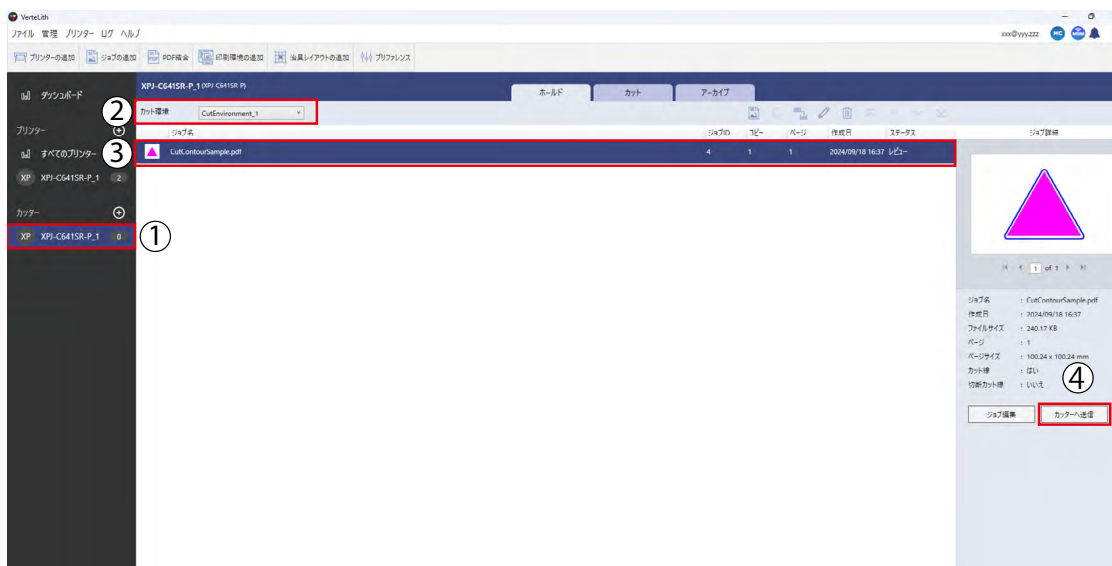 VerteLith
ファイル 管理 プリンター ログ ヘルプ
xxx@yyy.zzz MC
プリンターの追加 ジョブの追加 PDF結合 印刷環境の追加 治具レイアウトの追加 プリファレンス
ダッシュボード
XPJ-C641SR-P_1 (XPJ-C641SR-P)
ホールド カット アーカイブ
②
カット環境 CutEnvironment_1
プリンター
ジョブ名 ジョブID コピー ページ 作成日 ステータス ジョブ詳細
すべてのプリンター
③
CutContourSample.pdf 4 1 1 2024/09/18 16:37 レビュー
XP XPJ-C641SR-P_1 2
カッター
XP XPJ-C641SR-P_1 0
①
1 of 1
ジョブ名 : CutContourSample.pdf
作成日 : 2024/09/18 16:37
ファイルサイズ : 240.17 KB
ページ : 1
ページサイズ : 100.24 x 100.24 mm
カット線 : はい
切断カット線 : いいえ
④
ジョブ編集 カッターへ送信